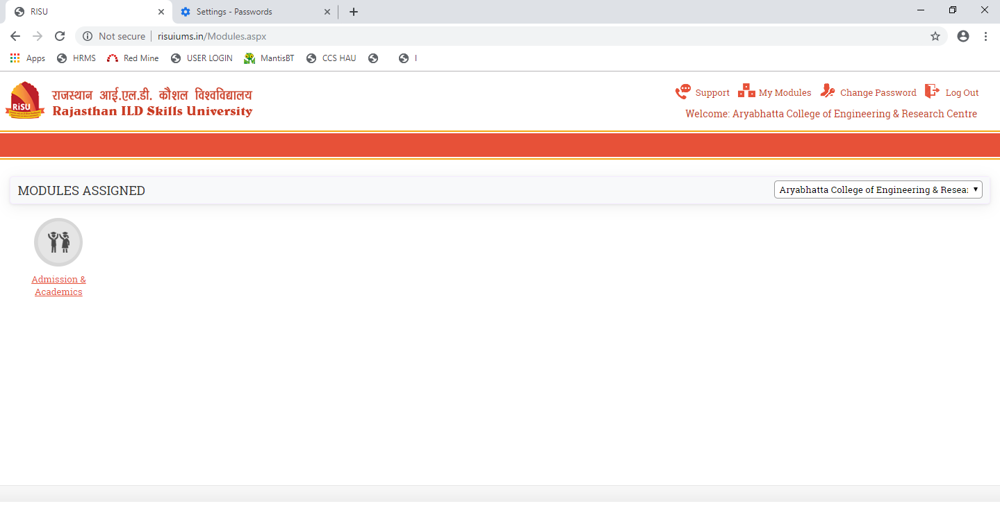 RISU
Settings - Passwords
Not secure
risuiums.in/Modules.aspx
Apps
HRMS
Red Mine
USER LOGIN
MantisBT
CCS HAU
I
RiSU
राजस्थान आई.एल.डी. कौशल विश्वविद्यालय
Rajasthan ILD Skills University
Support
My Modules
Change Password
Log Out
Welcome: Aryabhatta College of Engineering & Research Centre
MODULES ASSIGNED
Aryabhatta College of Engineering & Resear
Admission &
Academics